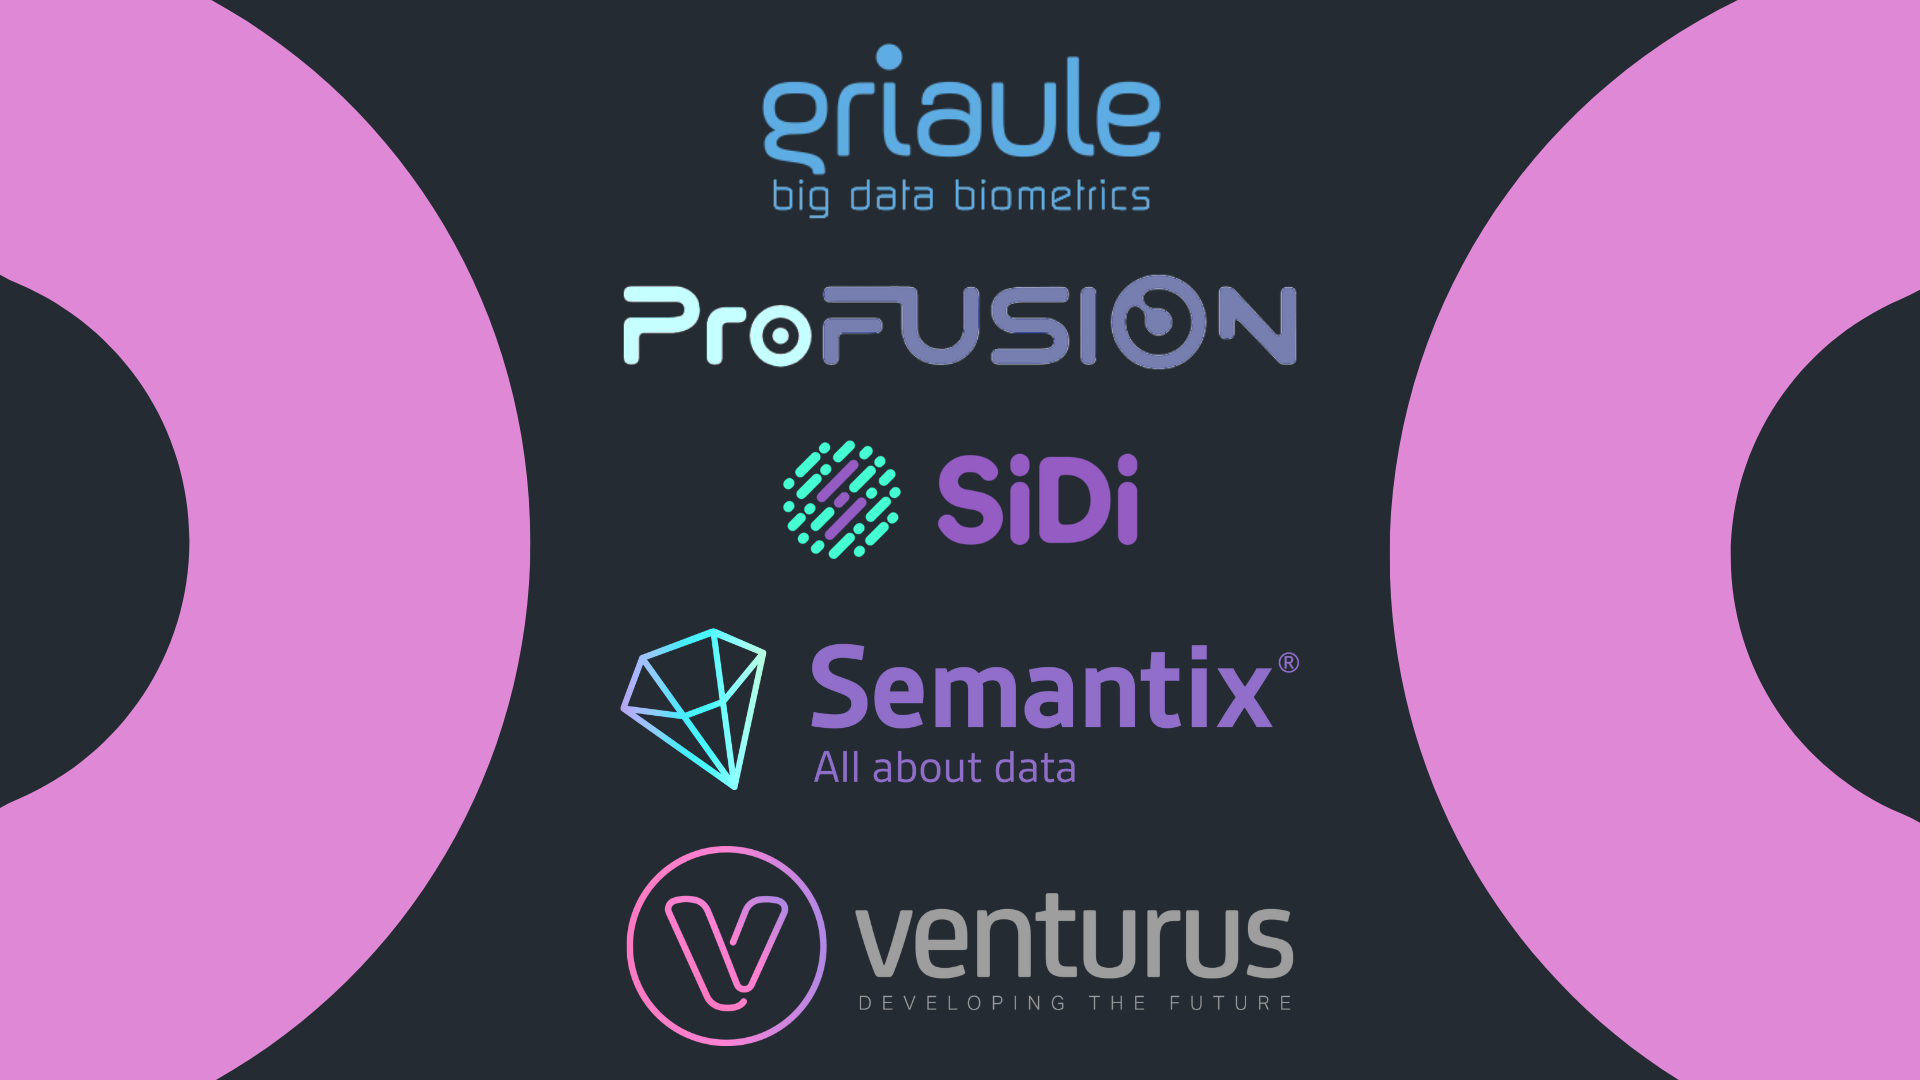 griaule
big data biometrics
ProFUSION
SiDi
Semantix®
All about data
venturus
DEVELOPING THE FUTURE